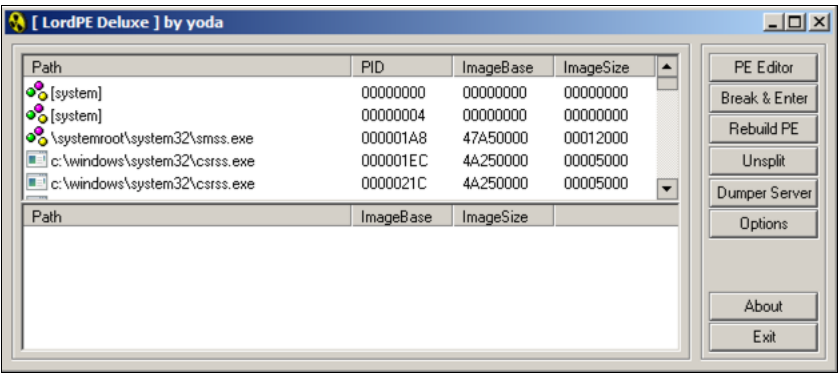 [ LordPE Deluxe ] by yoda
Path PID ImageBase ImageSize
[system] 00000000 00000000 00000000
[system] 00000004 00000000 00000000
\systemroot\system32\smss.exe 000001A8 47A50000 00012000
c:\windows\system32\csrss.exe 000001EC 4A250000 00005000
c:\windows\system32\csrss.exe 0000021C 4A250000 00005000
Path ImageBase ImageSize
PE Editor
Break & Enter
Rebuild PE
Unsplit
Dumper Server
Options
About
Exit